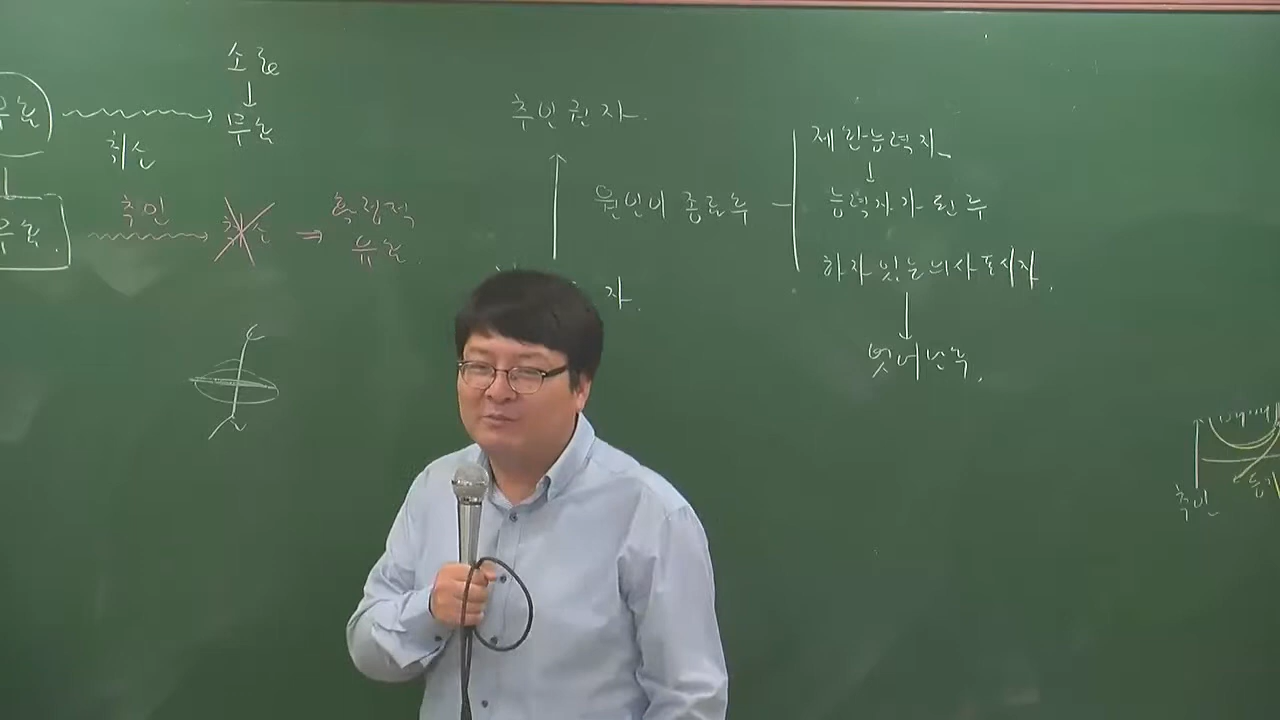 소급
무효
유효
취소
추인
취소
확정적
유효.
유효.
추인권자.
원인이 종료후
자.
제한능력자
능력자가 된 후
하자 있는 의사표시자.
벗어난 후.
추인